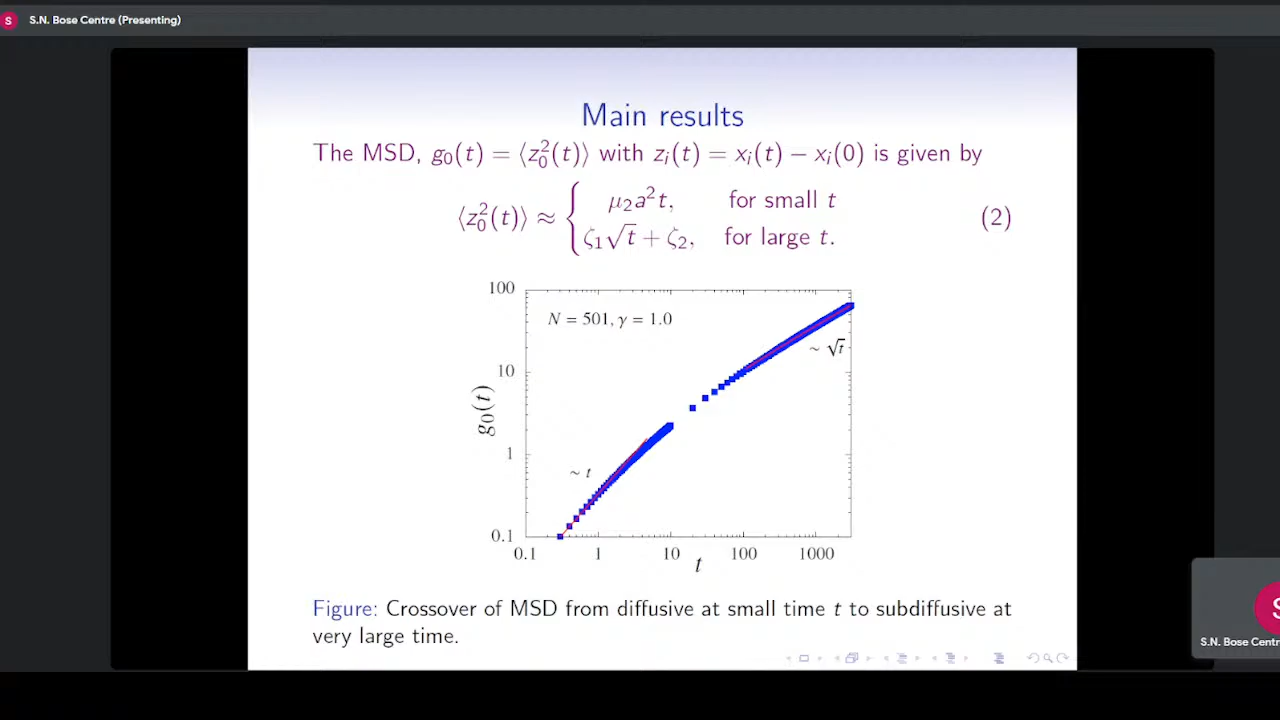 S
S.N. Bose Centre (Presenting)
Main results
The MSD, g₀(t) = ⟨z₀²(t)⟩ with zᵢ(t) = xᵢ(t) − xᵢ(0) is given by
⟨z₀²(t)⟩ ≈ { μ₂a²t, for small t
ζ₁√t + ζ₂, for large t.
(2)
100
N = 501, γ = 1.0
~ √t
10
g₀(t)
1
~ t
0.1
0.1 1 10 100 1000
t
Figure: Crossover of MSD from diffusive at small time t to subdiffusive at
very large time.
S.N. Bose Centr